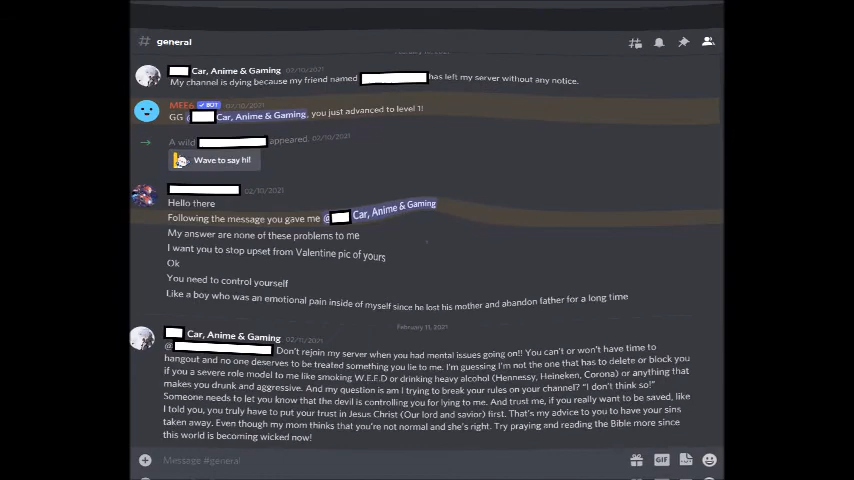 # general
Car, Anime & Gaming 02/10/2021
My channel is dying because my friend named has left my server without any notice.
MEE6 ✓ BOT 02/10/2021
GG @ Car, Anime & Gaming, you just advanced to level 1!
A wild appeared. 02/10/2021
Wave to say hi!
02/10/2021
Hello there
Following the message you gave me @ Car, Anime & Gaming
My answer are none of these problems to me
I want you to stop upset from Valentine pic of yours
Ok
You need to control yourself
Like a boy who was an emotional pain inside of myself since he lost his mother and abandon father for a long time
February 11, 2021
Car, Anime & Gaming 02/11/2021
@ Don't rejoin my server when you had mental issues going on!! You can't or won't have time to
hangout and no one deserves to be treated something you lie to me. I'm guessing I'm not the one that has to delete or block you
if you a severe role model to me like smoking W.E.E.D or drinking heavy alcohol (Hennessy, Heineken, Corona) or anything that
makes you drunk and aggressive. And my question is am I trying to break your rules on your channel? "I don't think so!"
Someone needs to let you know that the devil is controlling you for lying to me. And trust me, if you really want to be saved, like
I told you, you truly have to put your trust in Jesus Christ (Our lord and savior) first. That's my advice to you to have your sins
taken away. Even though my mom thinks that you're not normal and she's right. Try praying and reading the Bible more since
this world is becoming wicked now!
Message #general
GIF